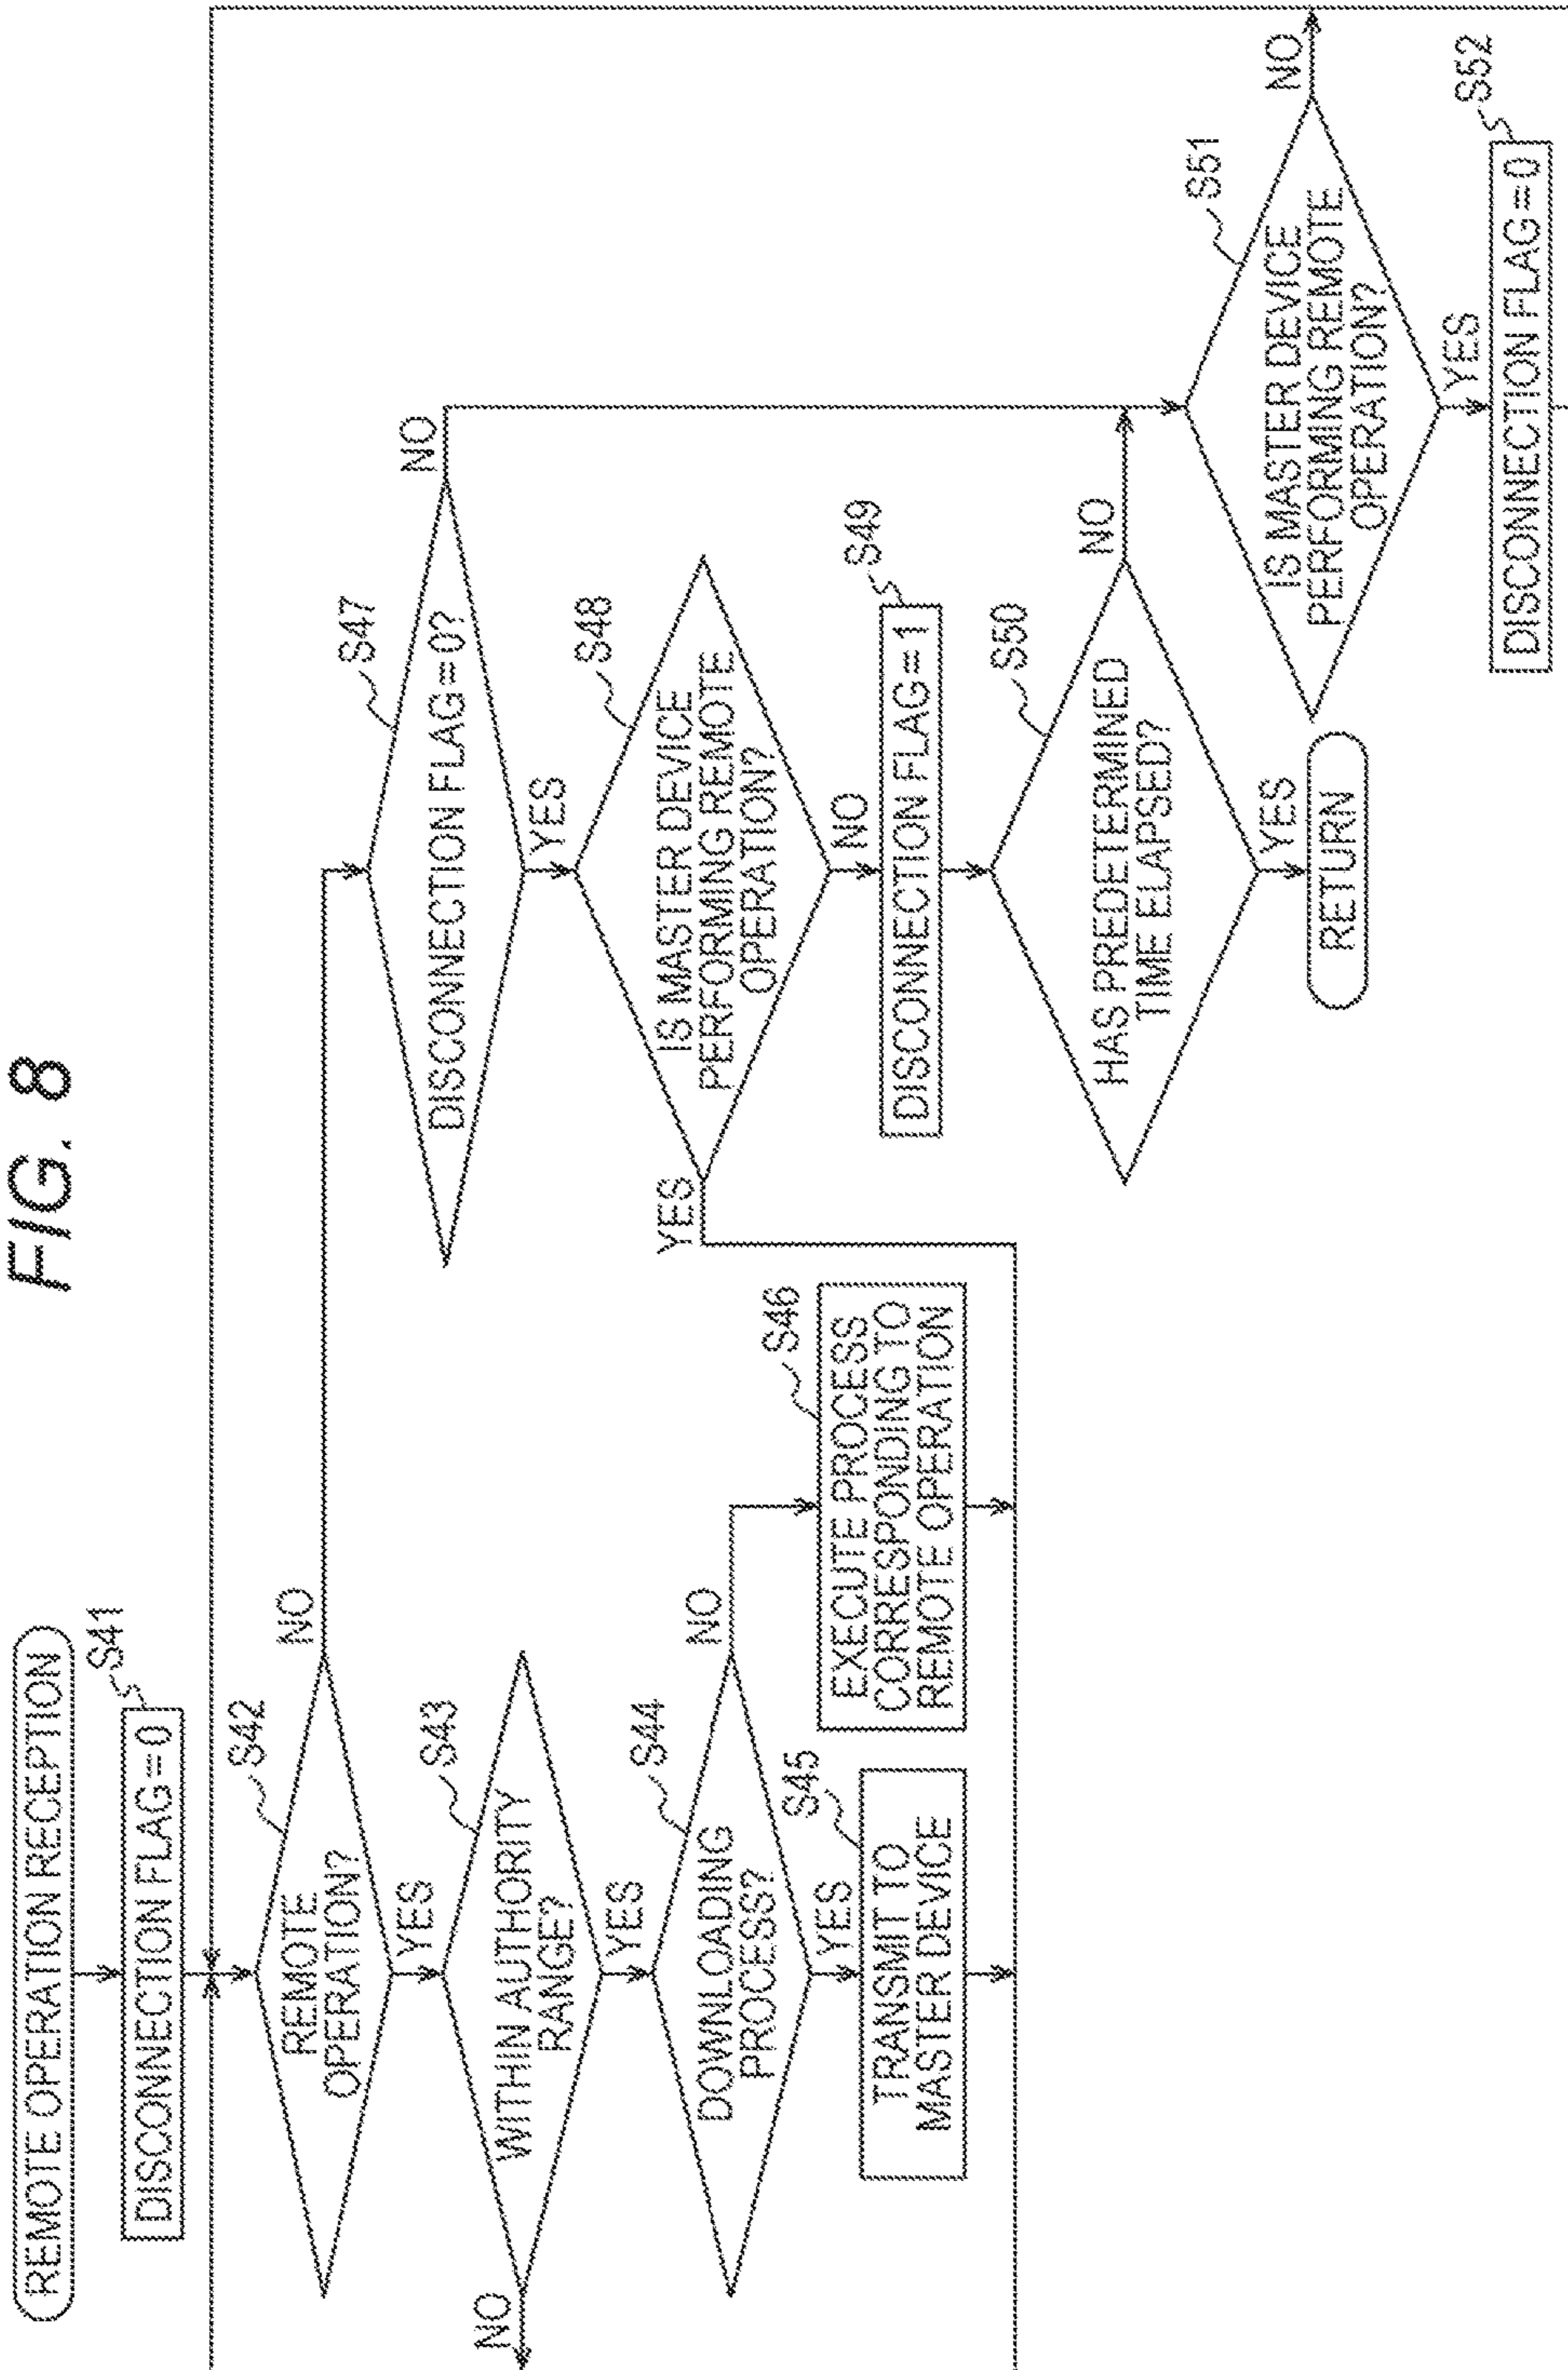 FIG. 8
REMOTE OPERATION RECEPTION
S41
DISCONNECTION FLAG=0
S42
REMOTE
OPERATION?
NO
YES
S43
WITHIN AUTHORITY
RANGE?
NO
YES
S44
DOWNLOADING
PROCESS?
NO
YES
S45
TRANSMIT TO
MASTER DEVICE
S46
EXECUTE PROCESS
CORRESPONDING TO
REMOTE OPERATION
S47
DISCONNECTION FLAG=0?
NO
YES
S48
IS MASTER DEVICE
PERFORMING REMOTE
OPERATION?
YES
NO
S49
DISCONNECTION FLAG=1
S50
HAS PREDETERMINED
TIME ELAPSED?
NO
YES
RETURN
S51
IS MASTER DEVICE
PERFORMING REMOTE
OPERATION?
NO
YES
S52
DISCONNECTION FLAG=0